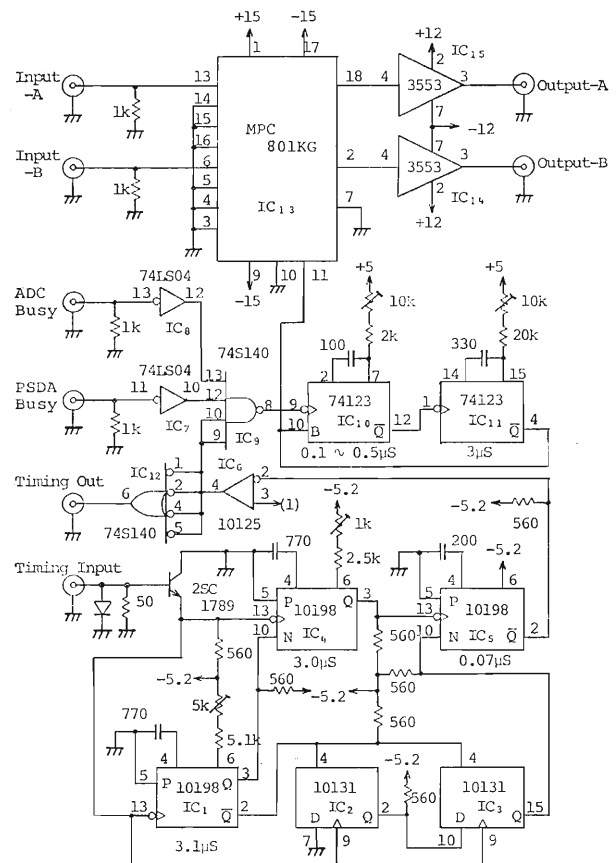 +15 -15
1 17
+12
2 IC15
Input
-A
13 18 4 3553 3 Output-A
1k
14
15
16
MPC
801KG
7
-12
Input
-B
6 2 4 7 3553 3 Output-B
1k
5
4
3
IC13
7
2 IC14
+12
9 10 11
-15
74LS04
ADC
Busy
13 12
1k
IC8
+5 +5
10k 10k
2k 20k
74S140
100 330
74LS04
PSDA
Busy
11 10
1k
IC7
13
12
10
9
8
IC9
2 7
9 74123
10 B IC10 Q
12
0.1 ~ 0.5µS
14 15
1 74123
IC11 Q
4
3µS
IC12
IC6
Timing Out
6
1
2
4
5
74S140
4 2
3
(1)
10125
-5.2
1k
2.5k
-5.2
560
770
200
-5.2
Timing Input
50
2SC
1789
4 6
5 P 10198 Q 3
13
10 N IC4
3.0µS
4 6
5 P 10198
13
10 N IC5 Q 2
0.07µS
560
560
-5.2
560
-5.2
560
560
5k
5.1k
770
4 6
5 P 10198 Q 3
13 IC1 Q 2
3.1µS
4
10131
IC2 Q 2
D
7 9
-5.2
560
4
10131
IC3 Q 15
D
10 9